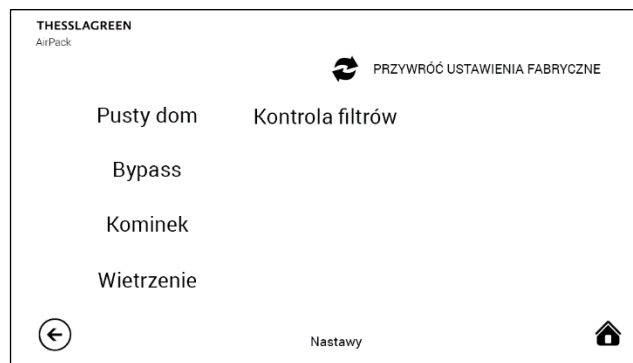 THESSLAGREEN
AirPack
PRZYWRÓĆ USTAWIENIA FABRYCZNE
Pusty dom
Kontrola filtrów
Bypass
Kominek
Wietrzenie
Nastawy